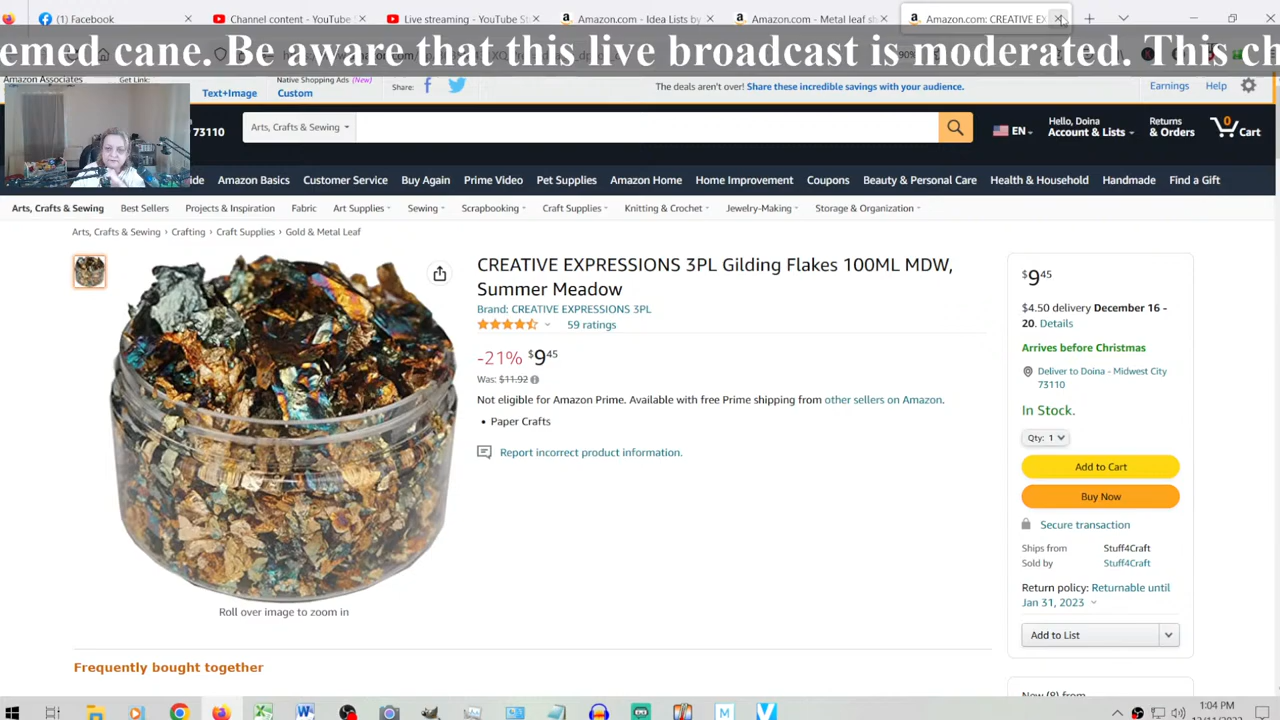 (1) Facebook
Channel content - YouTube
Live streaming - YouTube St
Amazon.com - Idea Lists by
Amazon.com - Metal leaf sh
Amazon.com: CREATIVE EX
emed cane. Be aware that this live broadcast is moderated. This ch
Amazon Associates
Get Link:
Text+Image
Native Shopping Ads (New)
Custom
Share:
The deals aren't over! Share these incredible savings with your audience.
Earnings
Help
73110
Arts, Crafts & Sewing
EN
Hello, Doina
Account & Lists
Returns
& Orders
0
Cart
Amazon Basics
Customer Service
Buy Again
Prime Video
Pet Supplies
Amazon Home
Home Improvement
Coupons
Beauty & Personal Care
Health & Household
Handmade
Find a Gift
Arts, Crafts & Sewing
Best Sellers
Projects & Inspiration
Fabric
Art Supplies
Sewing
Scrapbooking
Craft Supplies
Knitting & Crochet
Jewelry-Making
Storage & Organization
Arts, Crafts & Sewing › Crafting › Craft Supplies › Gold & Metal Leaf
CREATIVE EXPRESSIONS 3PL Gilding Flakes 100ML MDW,
Summer Meadow
Brand: CREATIVE EXPRESSIONS 3PL
59 ratings
-21% $9 45
Was: $11.92
Not eligible for Amazon Prime. Available with free Prime shipping from other sellers on Amazon.
• Paper Crafts
Report incorrect product information.
Roll over image to zoom in
Frequently bought together
$9 45
$4.50 delivery December 16 -
20. Details
Arrives before Christmas
Deliver to Doina - Midwest City
73110
In Stock.
Qty: 1
Add to Cart
Buy Now
Secure transaction
Ships from Stuff4Craft
Sold by Stuff4Craft
Return policy: Returnable until
Jan 31, 2023
Add to List
New (8) from
1:04 PM